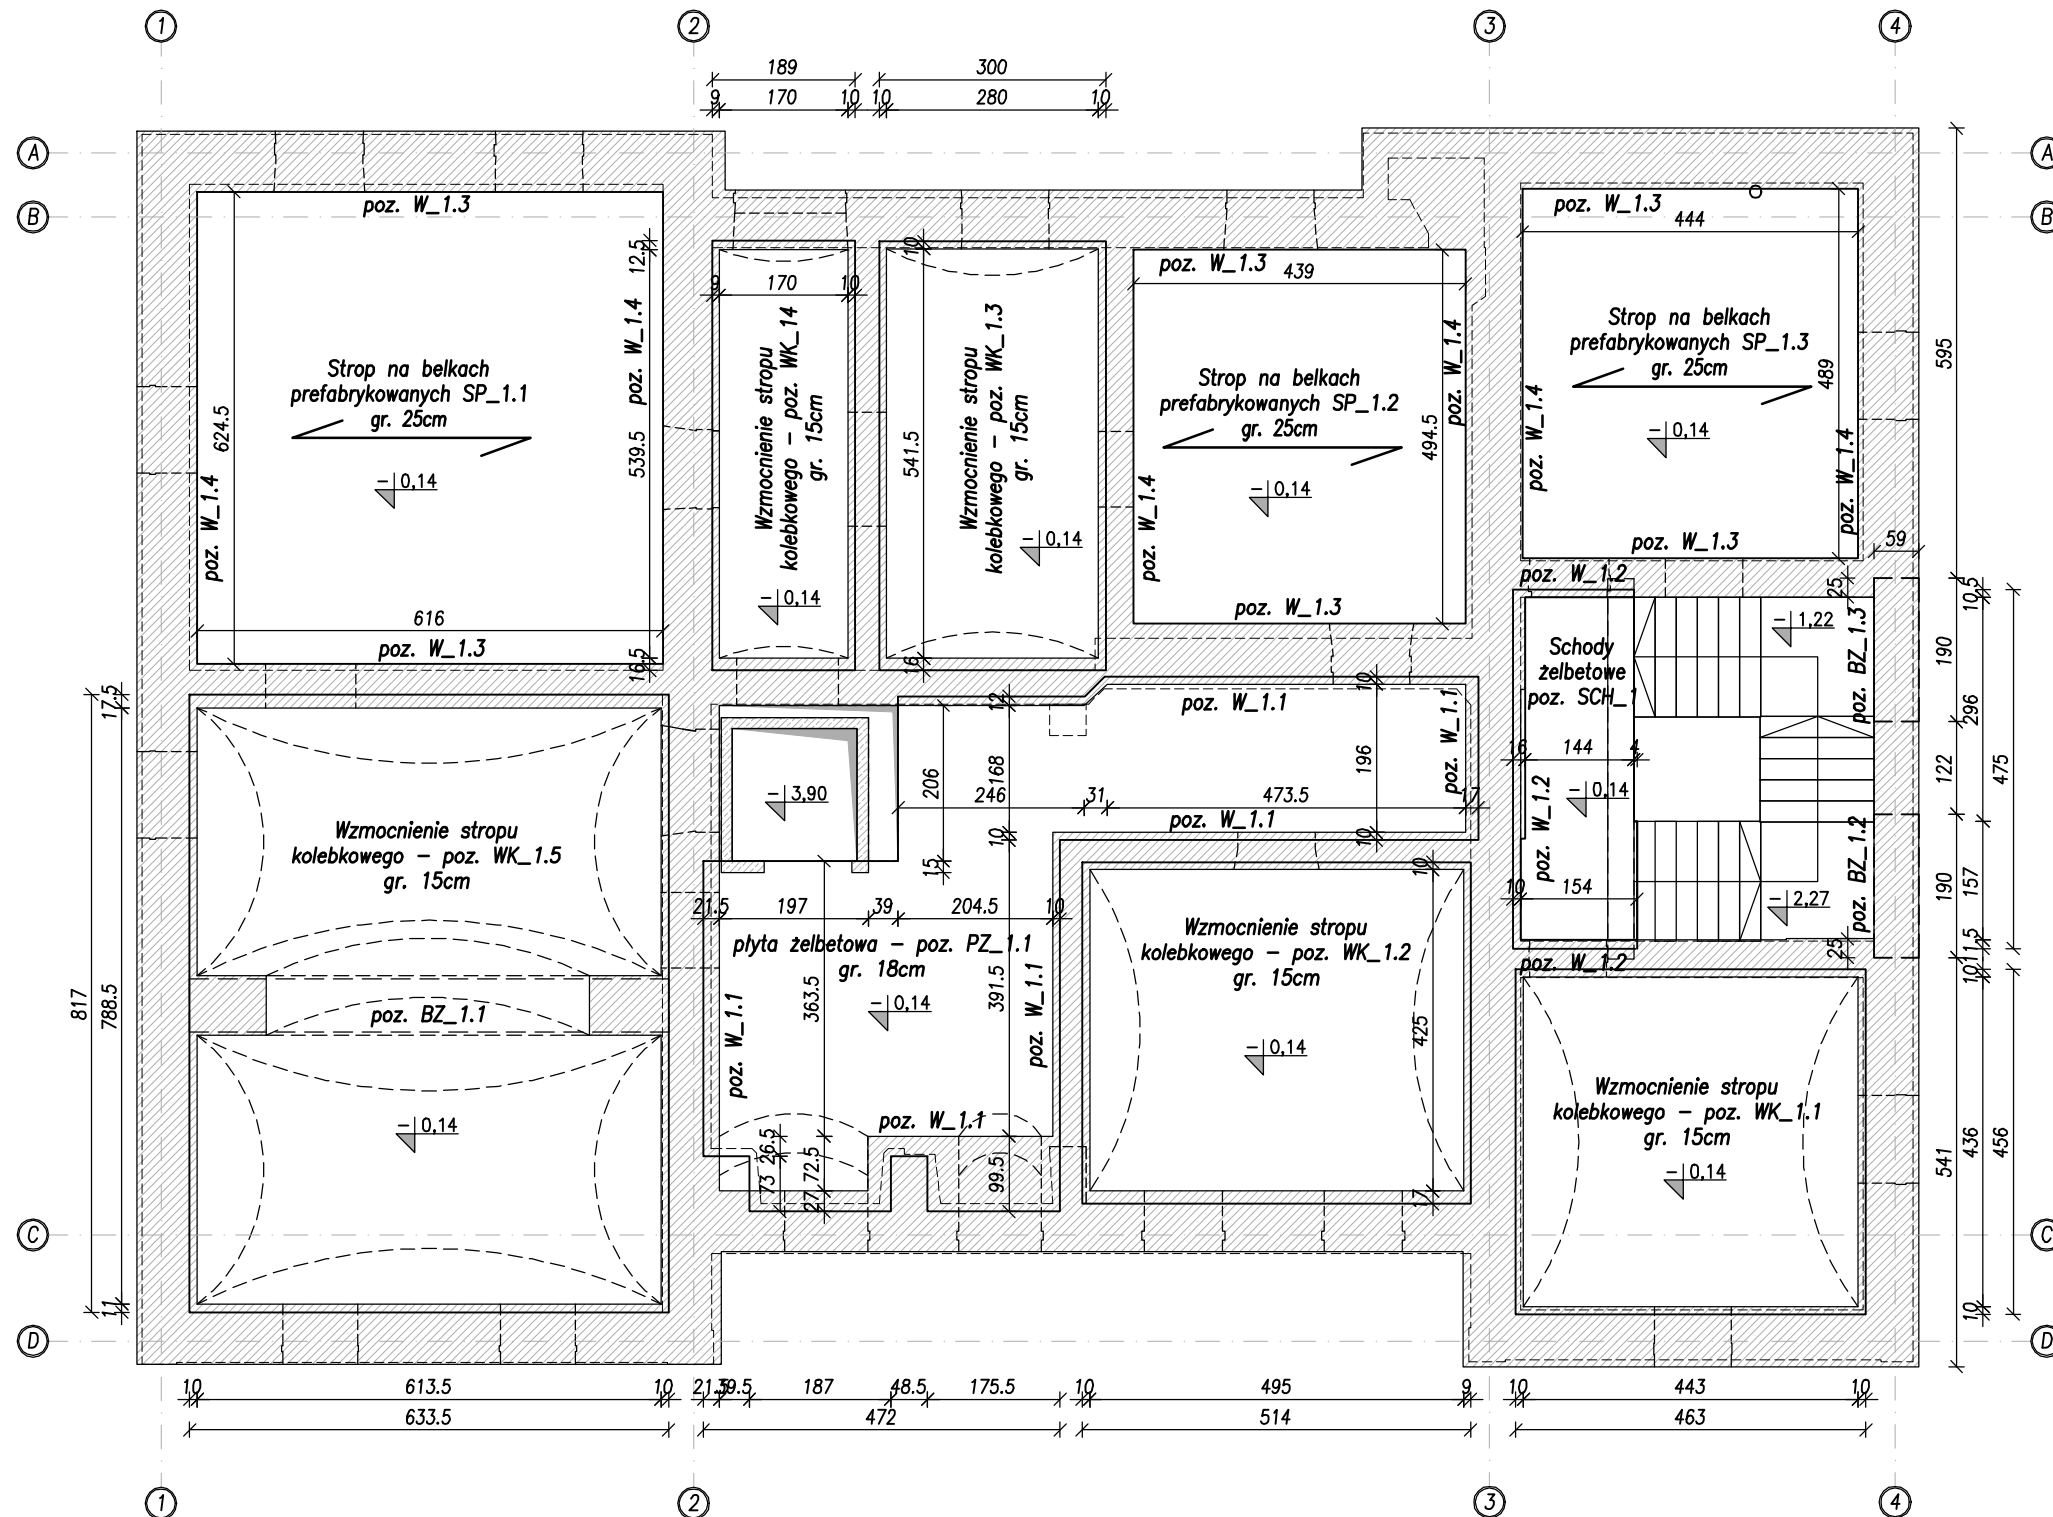 1
2
3
4
189
300
9
170
10
10
280
10
A
A
B
B
poz. W_1.3
624.5
12.5
poz. W_1.4
539.5
Strop na belkach
prefabrykowanych SP_1.1
gr. 25cm
- 0,14
poz. W_1.4
616
poz. W_1.3
16.5
9
170
10
Wzmocnienie stropu
kolebkowego - poz. WK_14
gr. 15cm
- 0,14
10
541.5
Wzmocnienie stropu
kolebkowego - poz. WK_1.3
gr. 15cm
- 0,14
16
poz. W_1.3
439
poz. W_1.4
494.5
Strop na belkach
prefabrykowanych SP_1.2
gr. 25cm
- 0,14
poz. W_1.4
poz. W_1.3
poz. W_1.3
444
Strop na belkach
prefabrykowanych SP_1.3
gr. 25cm
489
- 0,14
poz. W_1.4
poz. W_1.4
poz. W_1.3
595
59
poz. W_1.2
25
10.5
Schody
żelbetowe
poz. SCH_1
- 1,22
poz. BZ_1.3
190
296
16
144
4
122
475
- 0,14
poz. W_1.2
10
154
poz. BZ_1.2
- 2,27
190
157
25
11.5
poz. W_1.2
10
17.5
817
788.5
11
Wzmocnienie stropu
kolebkowego - poz. WK_1.5
gr. 15cm
poz. BZ_1.1
- 0,14
- 3,90
206
15
12
168
10
246
31
473.5
17
poz. W_1.1
10
196
10
poz. W_1.1
poz. W_1.1
21.5
197
39
204.5
10
płyta żelbetowa - poz. PZ_1.1
gr. 18cm
363.5
- 0,14
391.5
poz. W_1.1
poz. W_1.1
poz. W_1.1
26.5
73
72.5
27
99.5
Wzmocnienie stropu
kolebkowego - poz. WK_1.2
gr. 15cm
10
425
17
- 0,14
Wzmocnienie stropu
kolebkowego - poz. WK_1.1
gr. 15cm
- 0,14
541
436
456
10
C
C
D
D
10
613.5
10
21.5
39.5
187
48.5
175.5
10
495
9
10
443
10
633.5
472
514
463
1
2
3
4